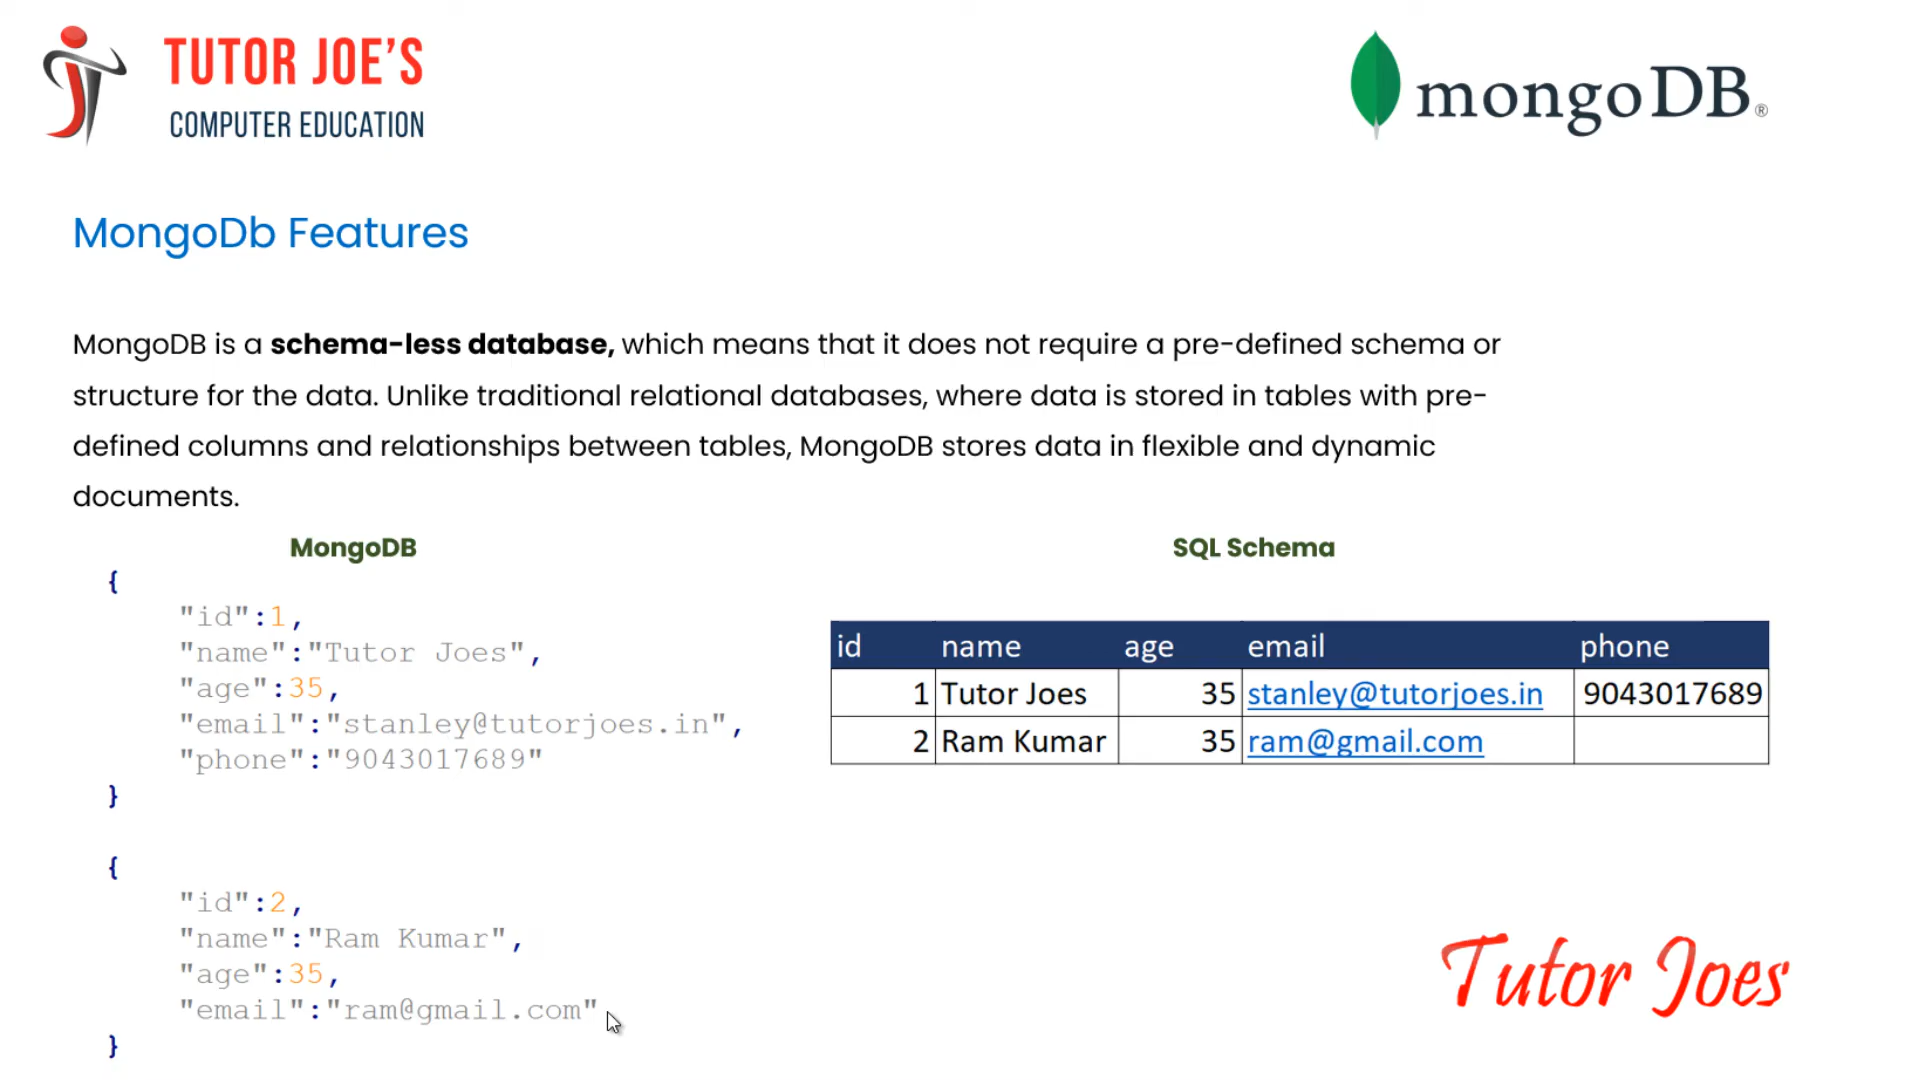 TUTOR JOE'S
COMPUTER EDUCATION
mongoDB®
MongoDb Features
MongoDB is a schema-less database, which means that it does not require a pre-defined schema or
structure for the data. Unlike traditional relational databases, where data is stored in tables with pre-
defined columns and relationships between tables, MongoDB stores data in flexible and dynamic
documents.
MongoDB
{
"id":1,
"name":"Tutor Joes",
"age":35,
"email":"stanley@tutorjoes.in",
"phone":"9043017689"
}
{
"id":2,
"name":"Ram Kumar",
"age":35,
"email":"ram@gmail.com"
}
SQL Schema
id name age email phone
1 Tutor Joes 35 stanley@tutorjoes.in 9043017689
2 Ram Kumar 35 ram@gmail.com
Tutor Joes